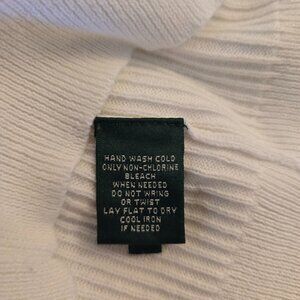 HAND WASH COLD
ONLY NON-CHLORINE
BLEACH
WHEN NEEDED
DO NOT WRING
OR TWIST
LAY FLAT TO DRY
COOL IRON
IF NEEDED